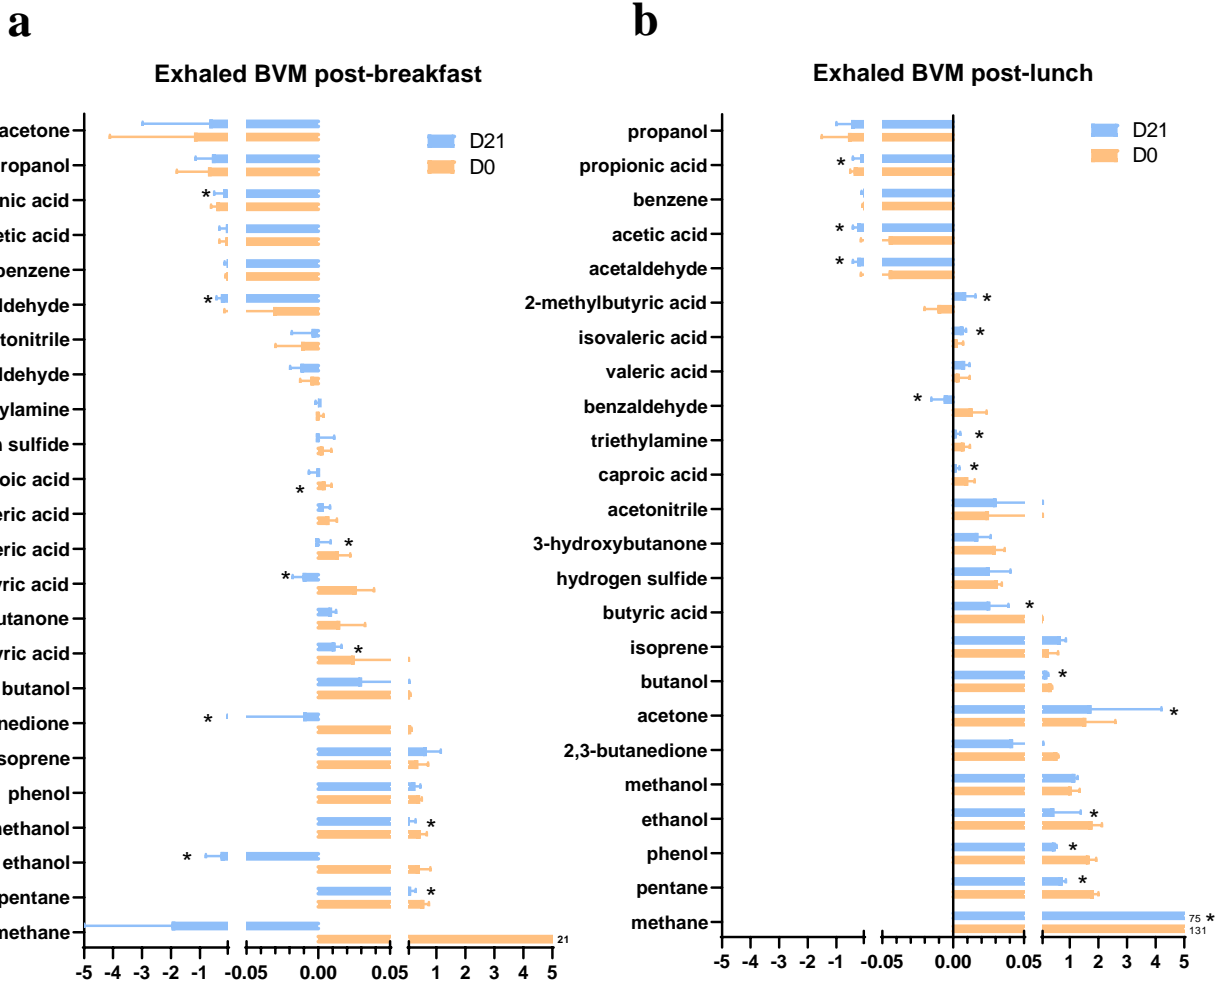 a
Exhaled BVM post-breakfast
D21
D0
acetone
ropanol
nic acid
etic acid
benzene
ldehyde
tonitrile
ldehyde
ylamine
n sulfide
oic acid
eric acid
eric acid
yric acid
utanone
yric acid
butanol
nedione
soprene
phenol
nethanol
ethanol
pentane
methane
*
*
*
*
*
*
*
*
*
*
21
-5 -4 -3 -2 -1 -0.05 0.00 0.05 1 2 3 4 5
b
Exhaled BVM post-lunch
D21
D0
propanol
propionic acid *
benzene
acetic acid *
acetaldehyde *
2-methylbutyric acid *
isovaleric acid *
valeric acid
benzaldehyde *
triethylamine *
caproic acid *
acetonitrile
3-hydroxybutanone
hydrogen sulfide
butyric acid *
isoprene
butanol *
acetone *
2,3-butanedione
methanol
ethanol *
phenol *
pentane *
methane 75 *
131
-5 -4 -3 -2 -1 -0.05 0.00 0.05 1 2 3 4 5